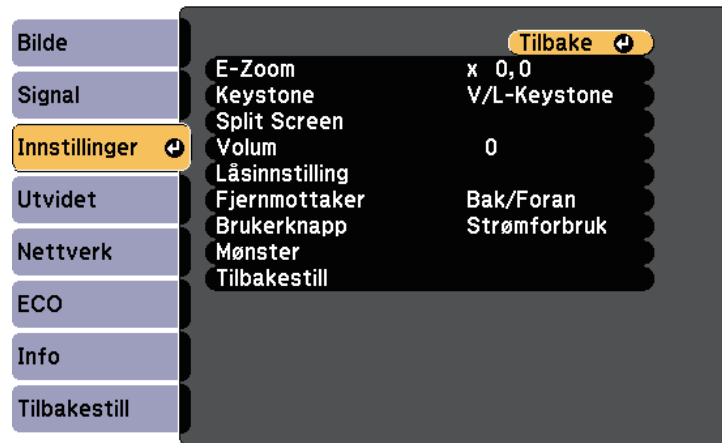 Bilde
Signal
Innstillinger
Utvidet
Nettverk
ECO
Info
Tilbakestill
Tilbake
E-Zoom x 0,0
Keystone V/L-Keystone
Split Screen
Volum 0
Låsinnstilling
Fjernmottaker Bak/Foran
Brukerknapp Strømforbruk
Mønster
Tilbakestill